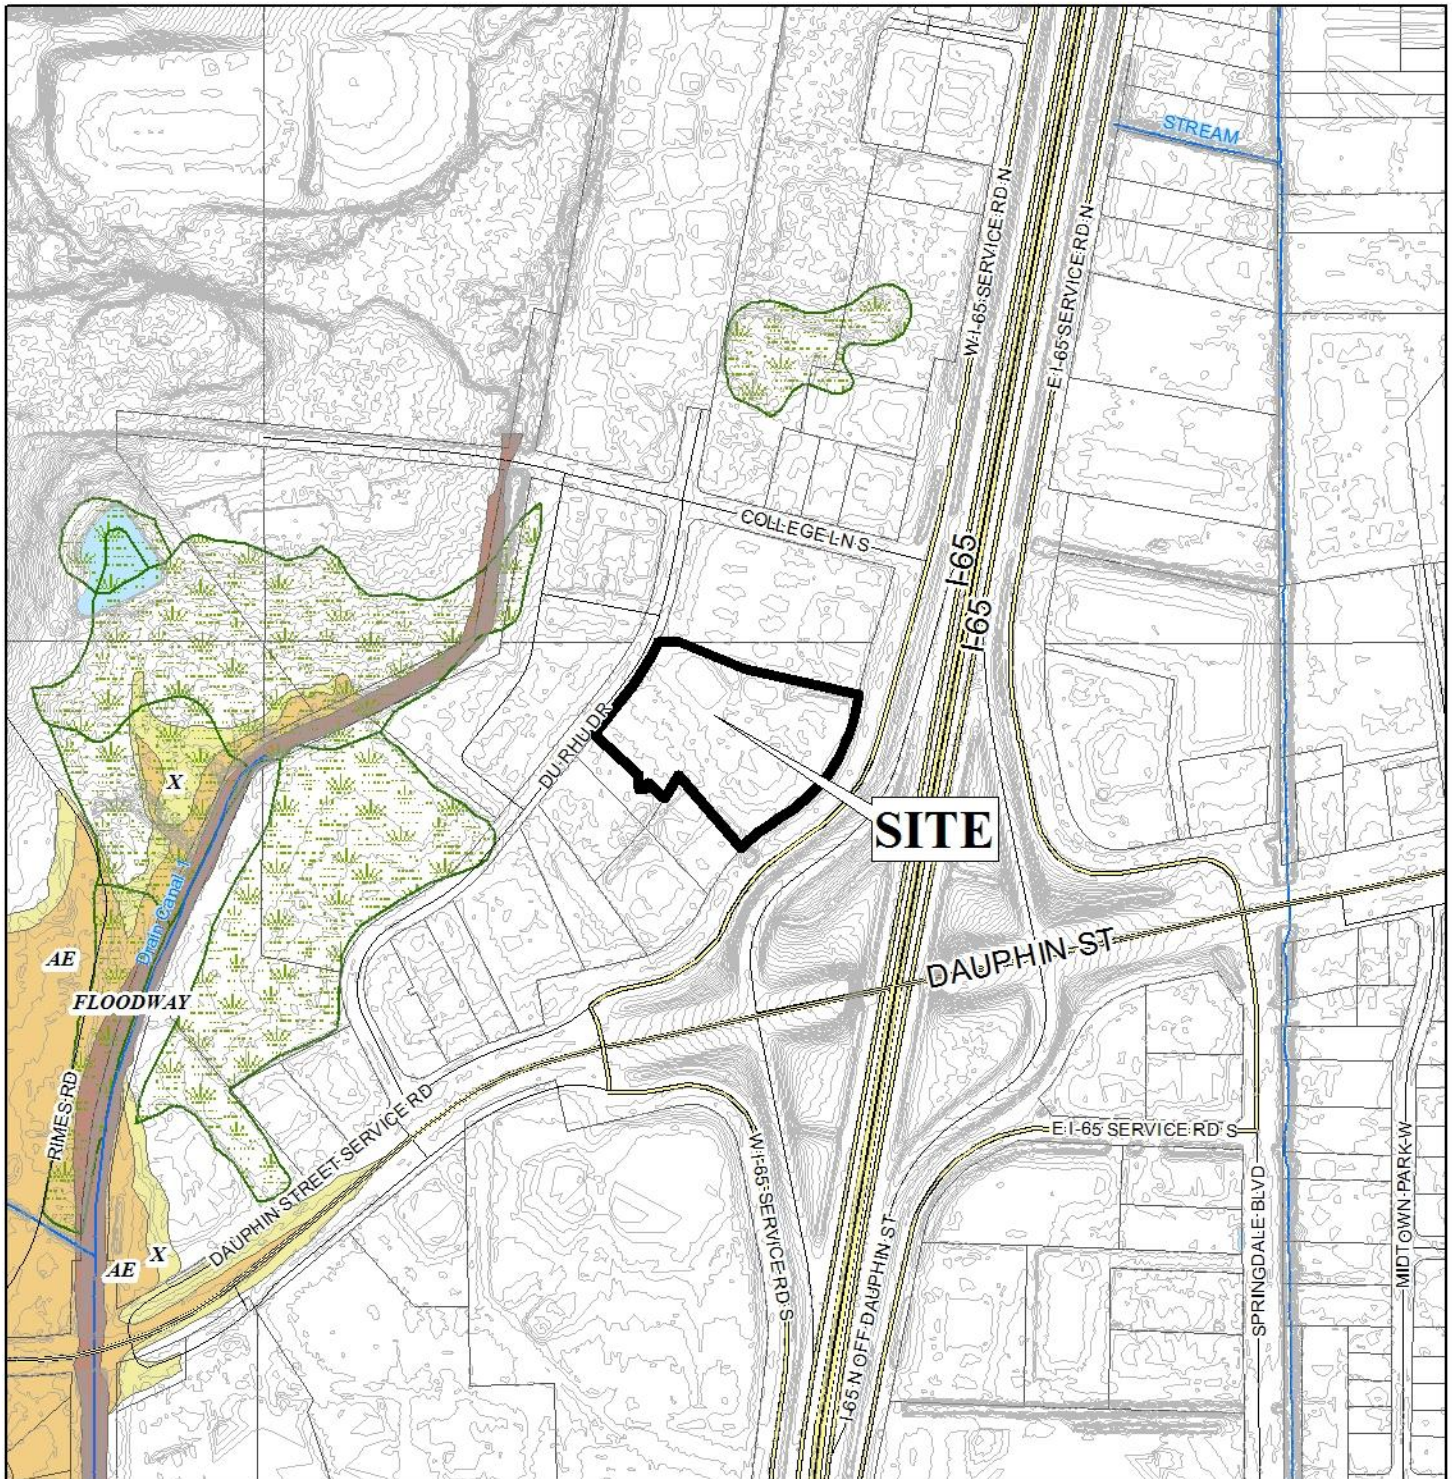 STREAM
W I-65 SERVICE RD N
E I-65 SERVICE RD N
COLLEGE LN S
I-65
I-65
DU RHU DR
X
SITE
Drain Canal 1
AE
DAUPHIN ST
FLOODWAY
RIMES RD
DAUPHIN STREET SERVICE RD
E I-65 SERVICE RD S
W I-65 SERVICE RD S
SPRINGDALE BLVD
MIDTOWN PARK W
X
AE
I-65 N OFF DAUPHIN ST